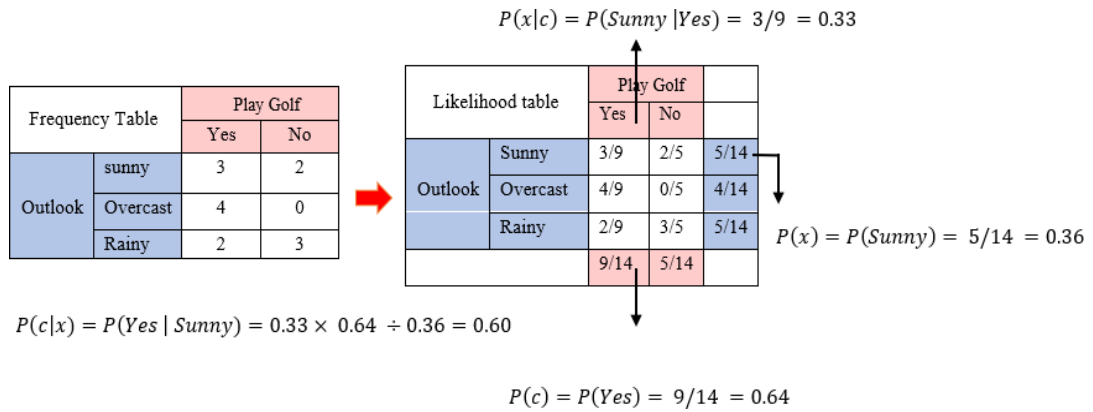 P(x|c) = P(Sunny |Yes) = 3/9 = 0.33
Frequency Table Play Golf
Yes No
Outlook sunny 3 2
Overcast 4 0
Rainy 2 3
Likelihood table Play Golf
Yes No
Outlook Sunny 3/9 2/5 5/14
Overcast 4/9 0/5 4/14
Rainy 2/9 3/5 5/14
9/14 5/14
P(x) = P(Sunny) = 5/14 = 0.36
P(c|x) = P(Yes | Sunny) = 0.33 × 0.64 ÷ 0.36 = 0.60
P(c) = P(Yes) = 9/14 = 0.64